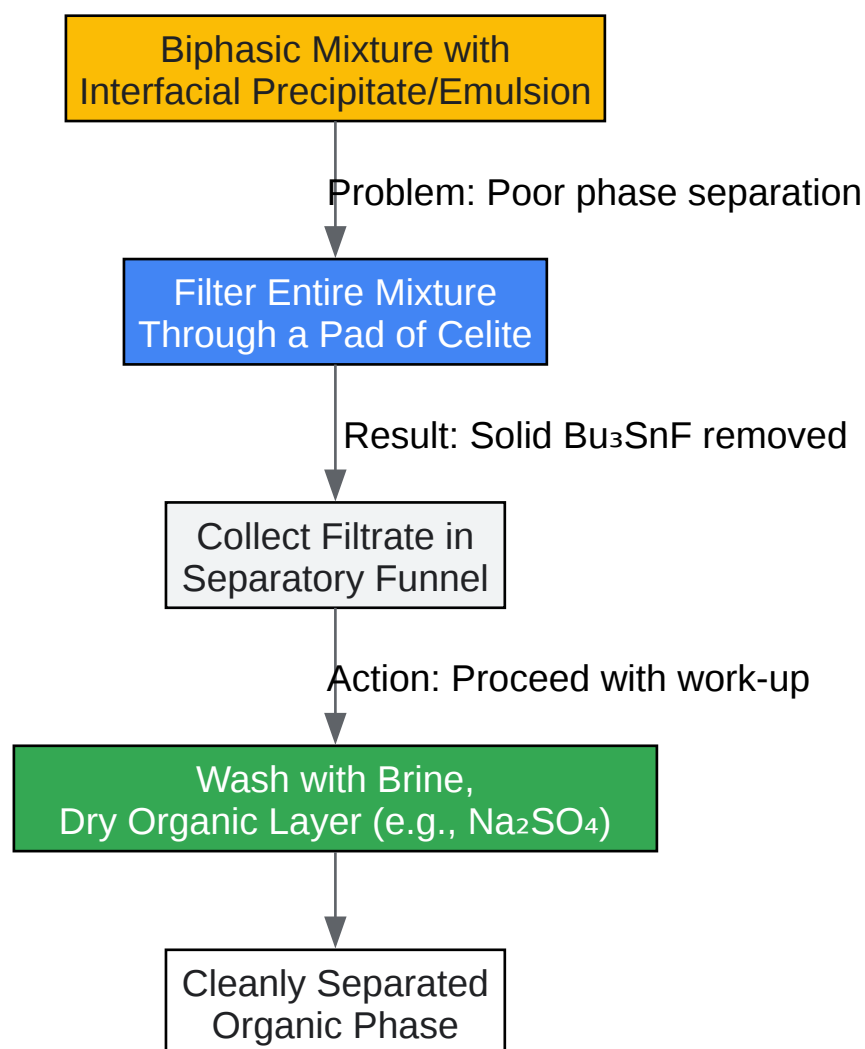 Biphasic Mixture with
Interfacial Precipitate/Emulsion
Problem: Poor phase separation
Filter Entire Mixture
Through a Pad of Celite
Result: Solid Bu₃SnF removed
Collect Filtrate in
Separatory Funnel
Action: Proceed with work-up
Wash with Brine,
Dry Organic Layer (e.g., Na₂SO₄)
Cleanly Separated
Organic Phase